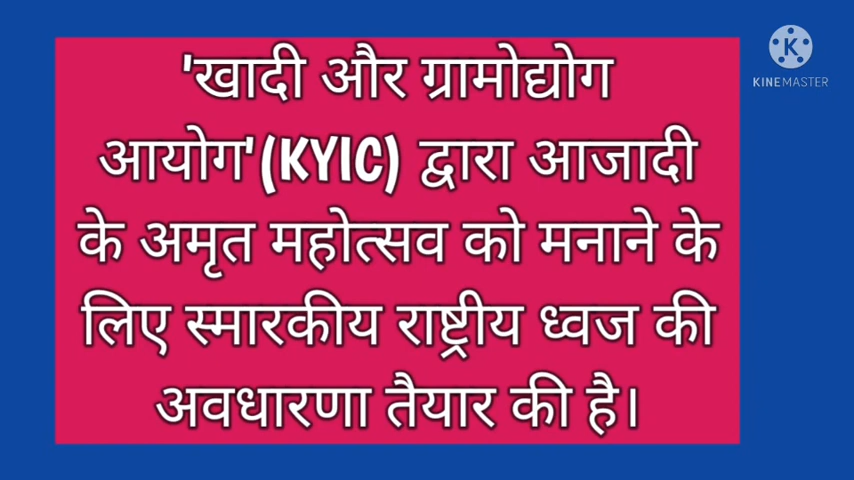 'खादी और ग्रामोद्योग
आयोग'(KYIC) द्वारा आजादी
के अमृत महोत्सव को मनाने के
लिए स्मारकीय राष्ट्रीय ध्वज की
अवधारणा तैयार की है।
K
KINEMASTER